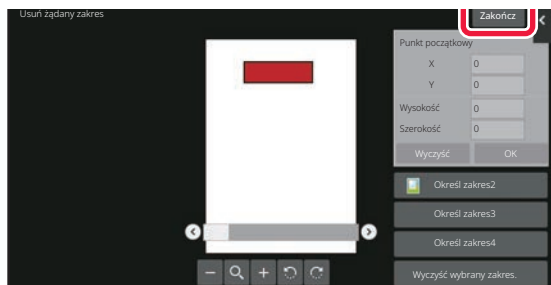 Usuń żądany zakres
Zakończ
Punkt początkowy
X 0
Y 0
Wysokość 0
Szerokość 0
Wyczyść OK
Określ zakres2
Określ zakres3
Określ zakres4
Wyczyść wybrany zakres.